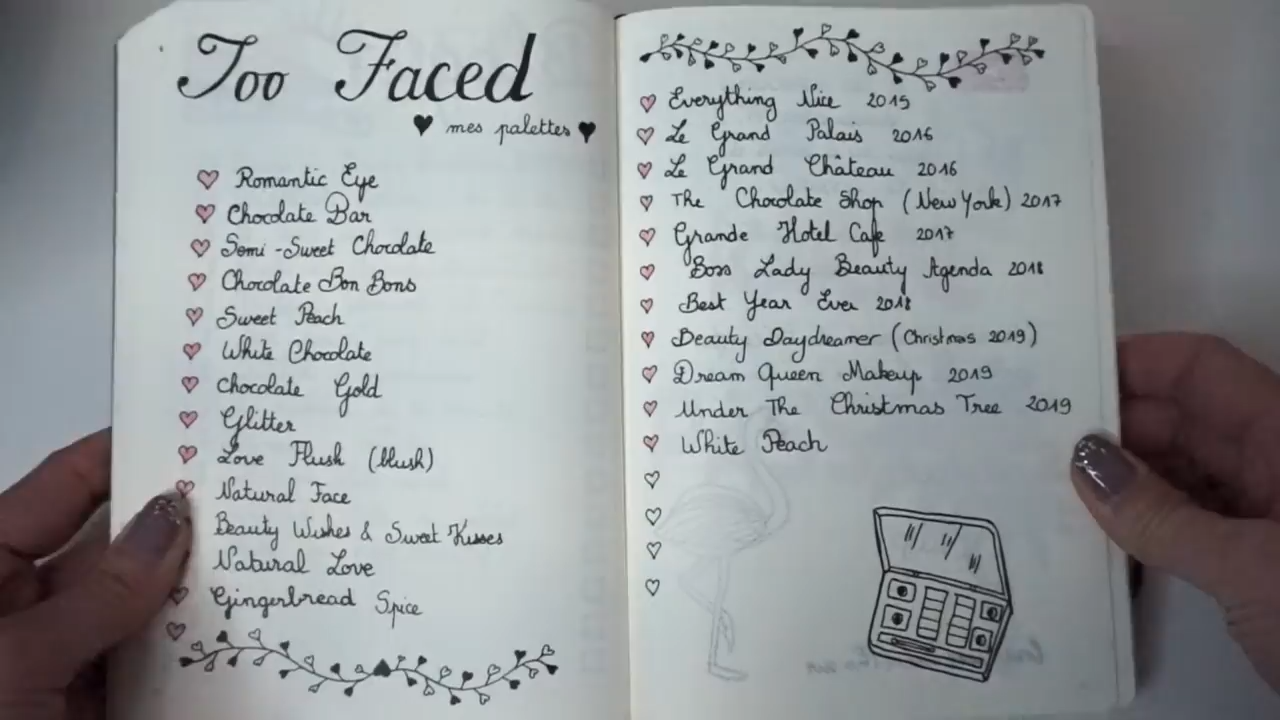 Too Faced
mes palettes
Romantic Eye
Chocolate Bar
Semi-Sweet Chocolate
Chocolate Bon Bons
Sweet Peach
White Chocolate
Chocolate Gold
Glitter
Love Flush (blush)
Natural Face
Beauty Wishes & Sweet Kisses
Natural Love
Gingerbread Spice
Everything Nice 2015
Le Grand Palais 2016
Le Grand Château 2016
The Chocolate Shop (New York) 2017
Grande Hotel Cafe 2017
Boss Lady Beauty Agenda 2018
Best Year Ever 2018
Beauty Daydreamer (Christmas 2019)
Dream Queen Makeup 2019
Under The Christmas Tree 2019
White Peach